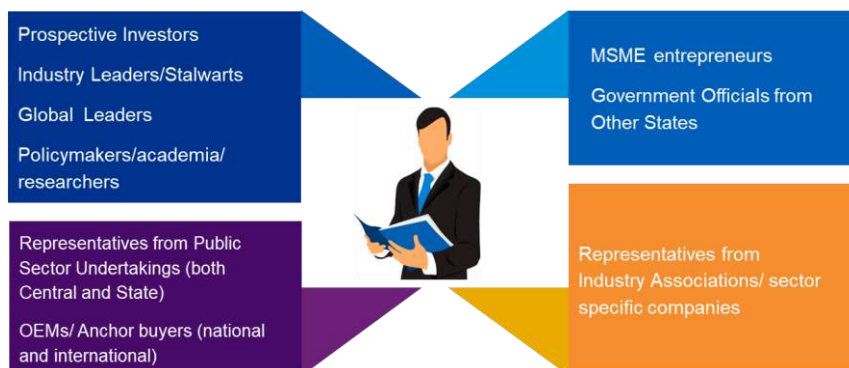 Prospective Investors
Industry Leaders/Stalwarts
Global Leaders
Policymakers/academia/
researchers
MSME entrepreneurs
Government Officials from
Other States
Representatives from Public
Sector Undertakings (both
Central and State)
OEMs/ Anchor buyers (national
and international)
Representatives from
Industry Associations/ sector
specific companies